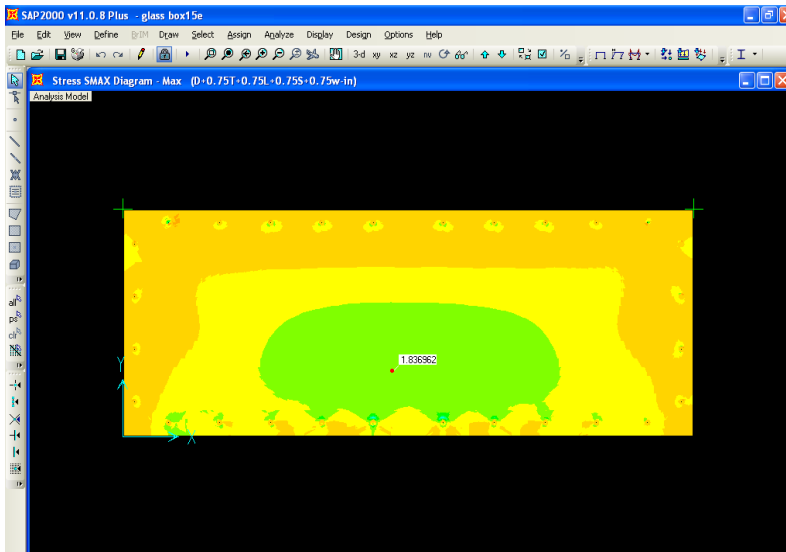 SAP2000 v11.0.8 Plus - glass box15e
File Edit View Define BrIM Draw Select Assign Analyze Display Design Options Help
3-d xy xz yz nv
Stress SMAX Diagram - Max (D+0.75T+0.75L+0.75S+0.75w-in)
Analysis Model
all
ps
clr
1.836962
Y
X